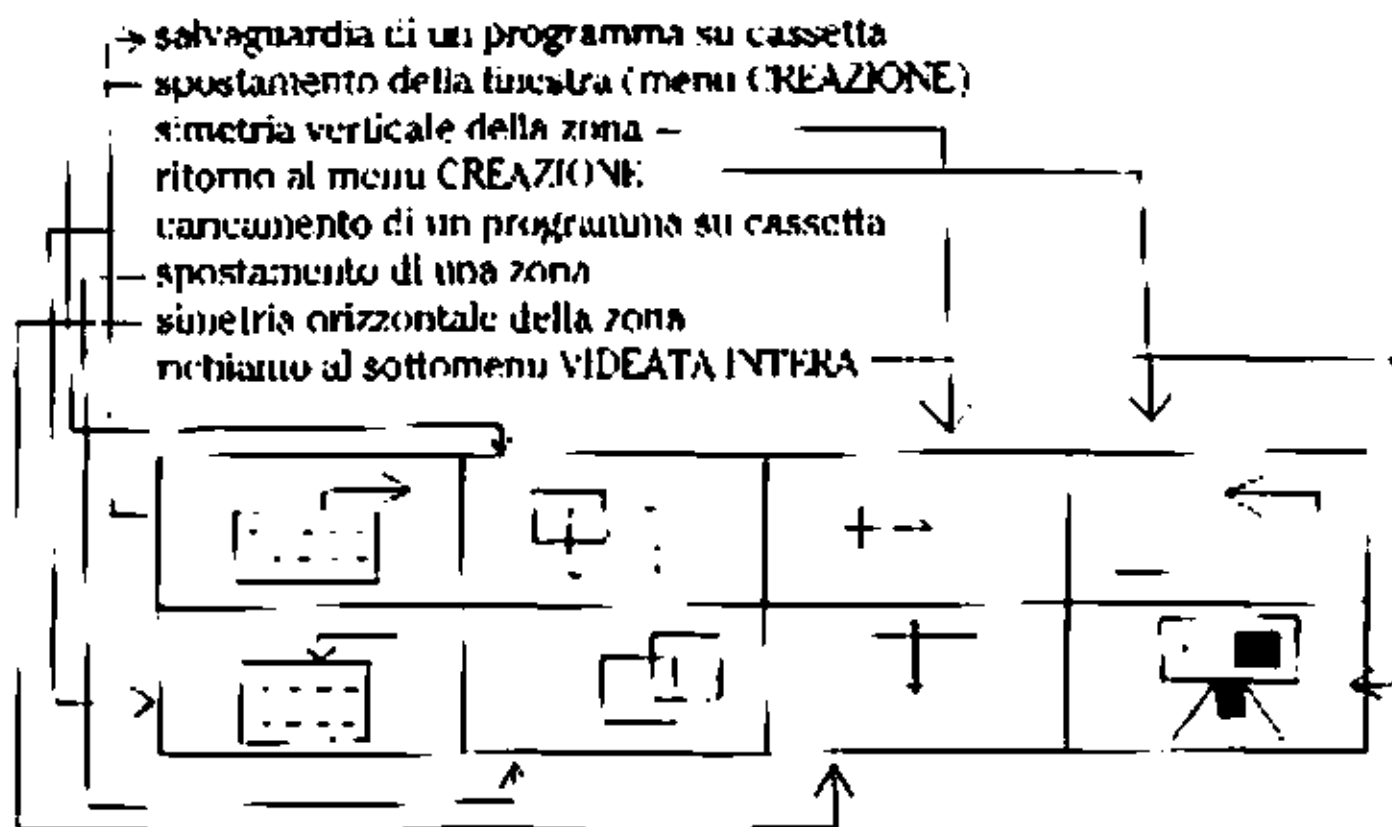 salvaguardia di un programma su cassetta
spostamento della finestra (menu CREAZIONE)
simetria verticale della zona
ritorno al menu CREAZIONE
caricamento di un programma su cassetta
spostamento di una zona
simetria orizzontale della zona
richiamo al sottomenu VIDEATA INTERA